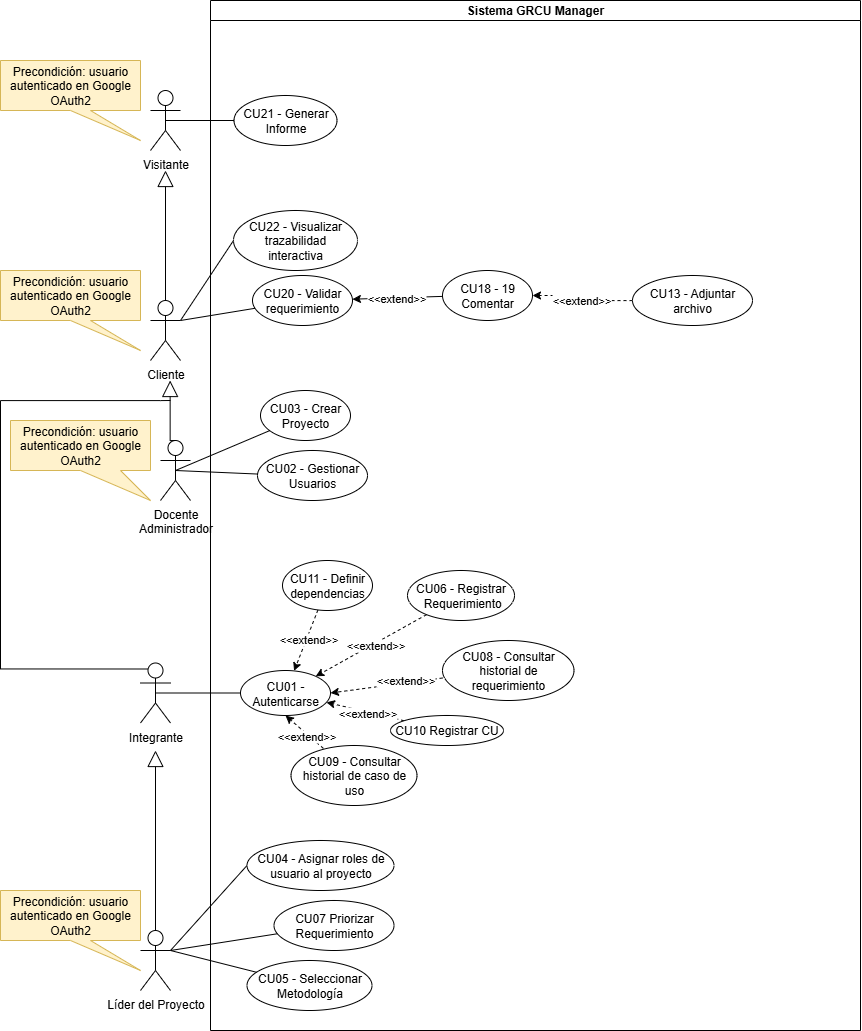 Sistema GRCU Manager
Precondición: usuario
autenticado en Google
OAuth2
CU21 - Generar
Informe
Visitante
CU22 - Visualizar
trazabilidad
interactiva
Precondición: usuario
autenticado en Google
OAuth2
CU20 - Validar
requerimiento
<<extend>>
CU18 - 19
Comentar
<<extend>>
CU13 - Adjuntar
archivo
Cliente
CU03 - Crear
Proyecto
Precondición: usuario
autenticado en Google
OAuth2
CU02 - Gestionar
Usuarios
Docente
Administrador
CU11 - Definir
dependencias
CU06 - Registrar
Requerimiento
<<extend>>
<<extend>>
CU08 - Consultar
historial de
requerimiento
<<extend>>
CU01 -
Autenticarse
<<extend>>
CU10 Registrar CU
Integrante
<<extend>>
CU09 - Consultar
historial de caso de
uso
CU04 - Asignar roles de
usuario al proyecto
Precondición: usuario
autenticado en Google
OAuth2
CU07 Priorizar
Requerimiento
CU05 - Seleccionar
Metodología
Líder del Proyecto